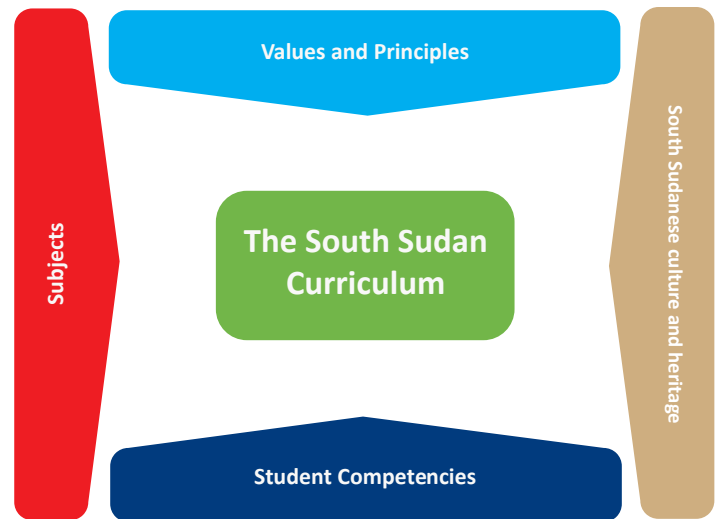 Values and Principles
Subjects
The South Sudan
Curriculum
South Sudanese culture and heritage
Student Competencies